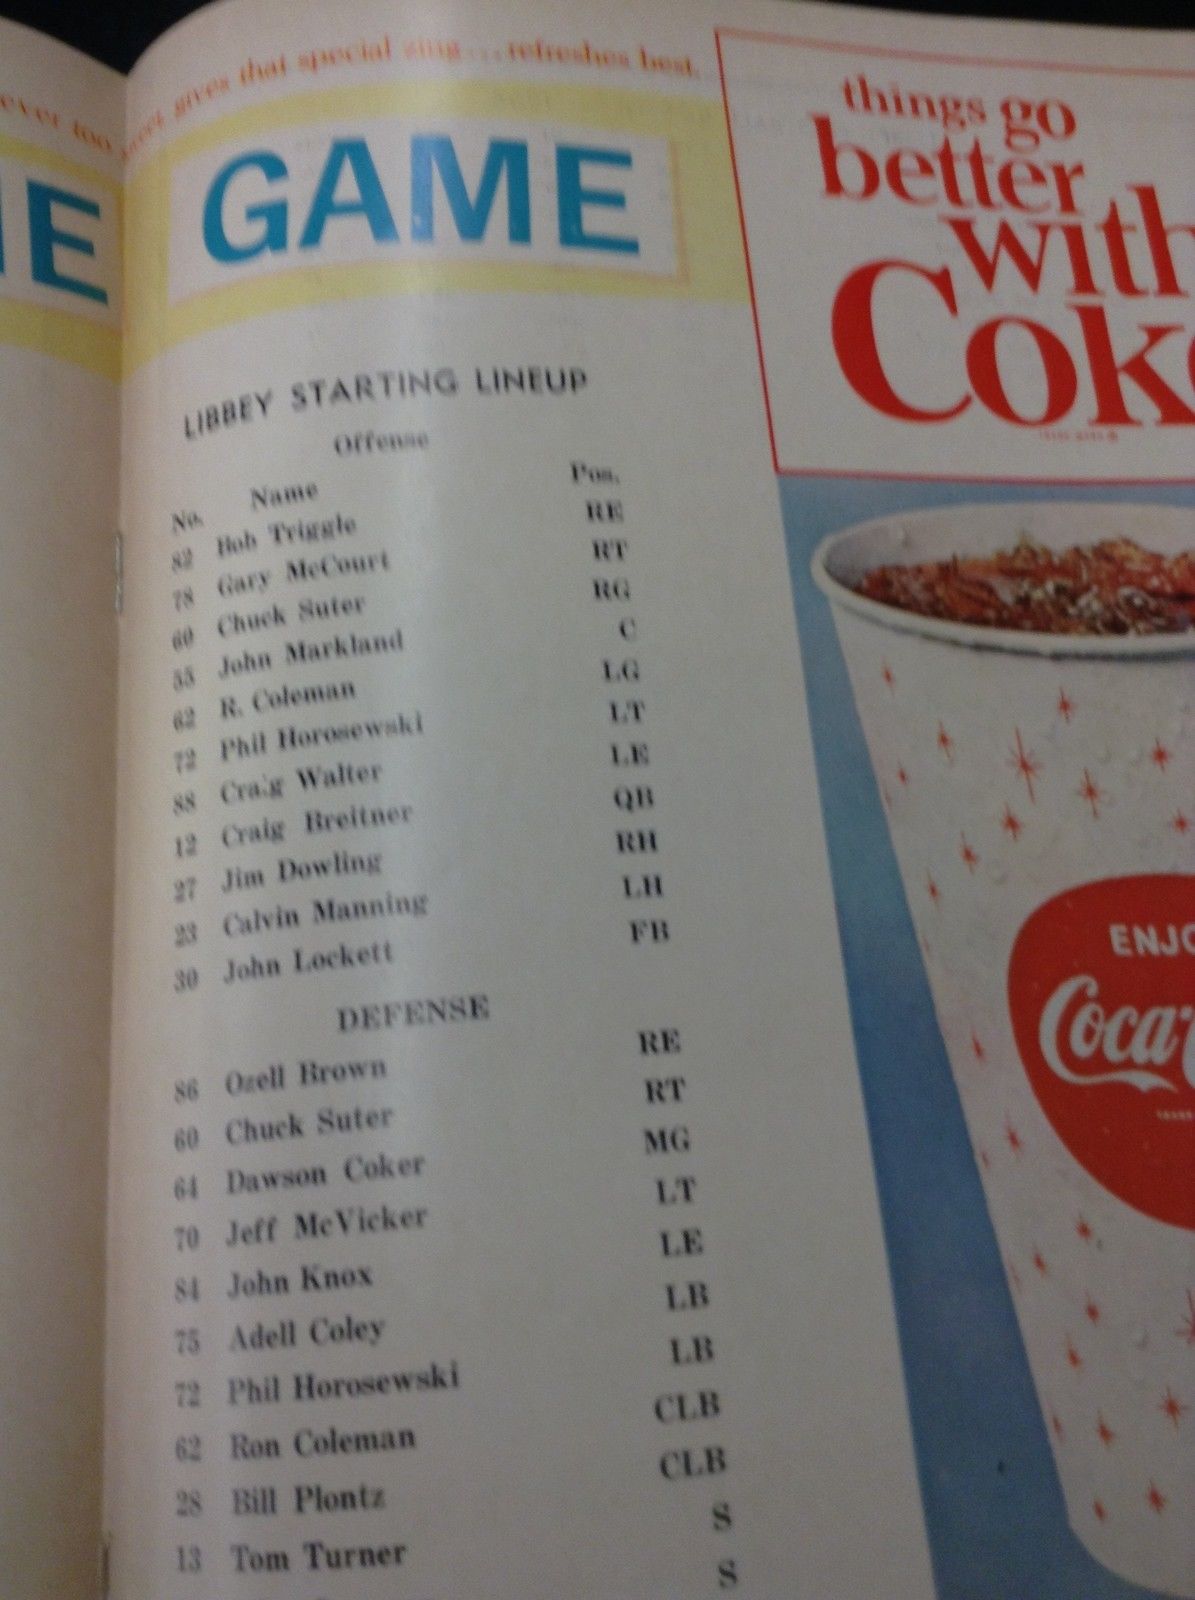 ever too
gives that special zing...refreshes best.
GAME
LIBBEY STARTING LINEUP
Offense
No. Name Pos.
82 Bob Triggle RE
78 Gary McCourt RT
60 Chuck Suter RG
55 John Markland C
62 R. Coleman LG
72 Phil Horosewski LT
88 Craig Walter LE
12 Craig Breitner QB
27 Jim Dowling RH
23 Calvin Manning LH
30 John Lockett FB
DEFENSE
86 Ozell Brown RE
60 Chuck Suter RT
64 Dawson Coker MG
70 Jeff McVicker LT
84 John Knox LE
75 Adell Coley LB
72 Phil Horosewski LB
62 Ron Coleman CLB
28 Bill Plontz CLB
13 Tom Turner S
S
things go
better
with
Coke
ENJO
Coca-C